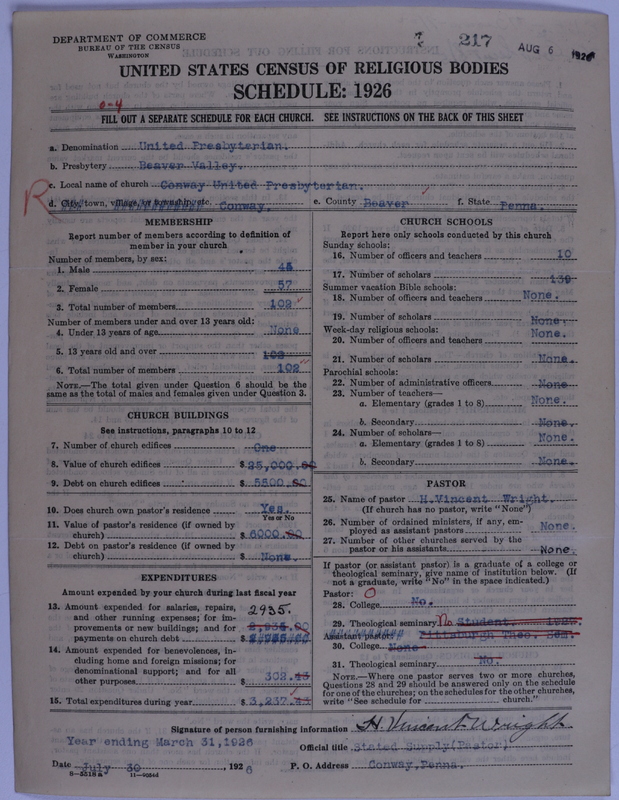 DEPARTMENT OF COMMERCE
BUREAU OF THE CENSUS
WASHINGTON
217
AUG 6 1926
UNITED STATES CENSUS OF RELIGIOUS BODIES
SCHEDULE: 1926
0-4
FILL OUT A SEPARATE SCHEDULE FOR EACH CHURCH. SEE INSTRUCTIONS ON THE BACK OF THIS SHEET
a. Denomination United Presbyterian.
b. Presbytery Beaver Valley.
R
c. Local name of church Conway United Presbyterian.
d. City, town, village, or township, etc. Conway. e. County Beaver ✓ f. State Penna.
MEMBERSHIP
Report number of members according to definition of
member in your church
Number of members, by sex:
1. Male 45
2. Female 57
3. Total number of members 102 ✓
Number of members under and over 13 years old:
4. Under 13 years of age None
5. 13 years old and over 102
6. Total number of members 102 ✓
NOTE.—The total given under Question 6 should be the
same as the total of males and females given under Question 3.
CHURCH BUILDINGS
See instructions, paragraphs 10 to 12
7. Number of church edifices One
8. Value of church edifices $ 25,000.00
9. Debt on church edifices $ 5500.00
10. Does church own pastor's residence Yes.
Yes or No
11. Value of pastor's residence (if owned by
church) $ 6000.00
12. Debt on pastor's residence (if owned by
church) $ None.
EXPENDITURES
Amount expended by your church during last fiscal year
13. Amount expended for salaries, repairs, 2935.
and other running expenses; for im-
provements or new buildings; and for
payments on church debt $
14. Amount expended for benevolences, in-
cluding home and foreign missions; for
denominational support; and for all
other purposes $ 302.43
15. Total expenditures during year $ 3,237.43
CHURCH SCHOOLS
Report here only schools conducted by this church
Sunday schools:
16. Number of officers and teachers 10
17. Number of scholars 139
Summer vacation Bible schools:
18. Number of officers and teachers None.
19. Number of scholars None.
Week-day religious schools:
20. Number of officers and teachers None.
21. Number of scholars None.
Parochial schools:
22. Number of administrative officers None
23. Number of teachers—
a. Elementary (grades 1 to 8) None.
b. Secondary None.
24. Number of scholars—
a. Elementary (grades 1 to 8) None.
b. Secondary None.
PASTOR
25. Name of pastor H.Vincent Wright.
(If church has no pastor, write "None")
26. Number of ordained ministers, if any, em-
ployed as assistant pastors None.
27. Number of other churches served by the
pastor or his assistants None.
If pastor (or assistant pastor) is a graduate of a college or
theological seminary, give name of institution below. (If
not a graduate, write "No" in the space indicated.)
Pastor: O
28. College No.
29. Theological seminary No Student. 1927.
Assistant pastor: Pittsburgh Theo. Sem.
30. College None
31. Theological seminary No.
NOTE.—Where one pastor serves two or more churches,
Questions 28 and 29 should be answered only on the schedule
for one of the churches; on the schedules for the other churches,
write "See schedule for church."
Signature of person furnishing information H. Vincent Wright
Year ending March 31, 1926
Official title Stated Supply(Pastor)
Date July 30, 1926 P. O. Address Conway, Penna.
8-5518a 11-9034d